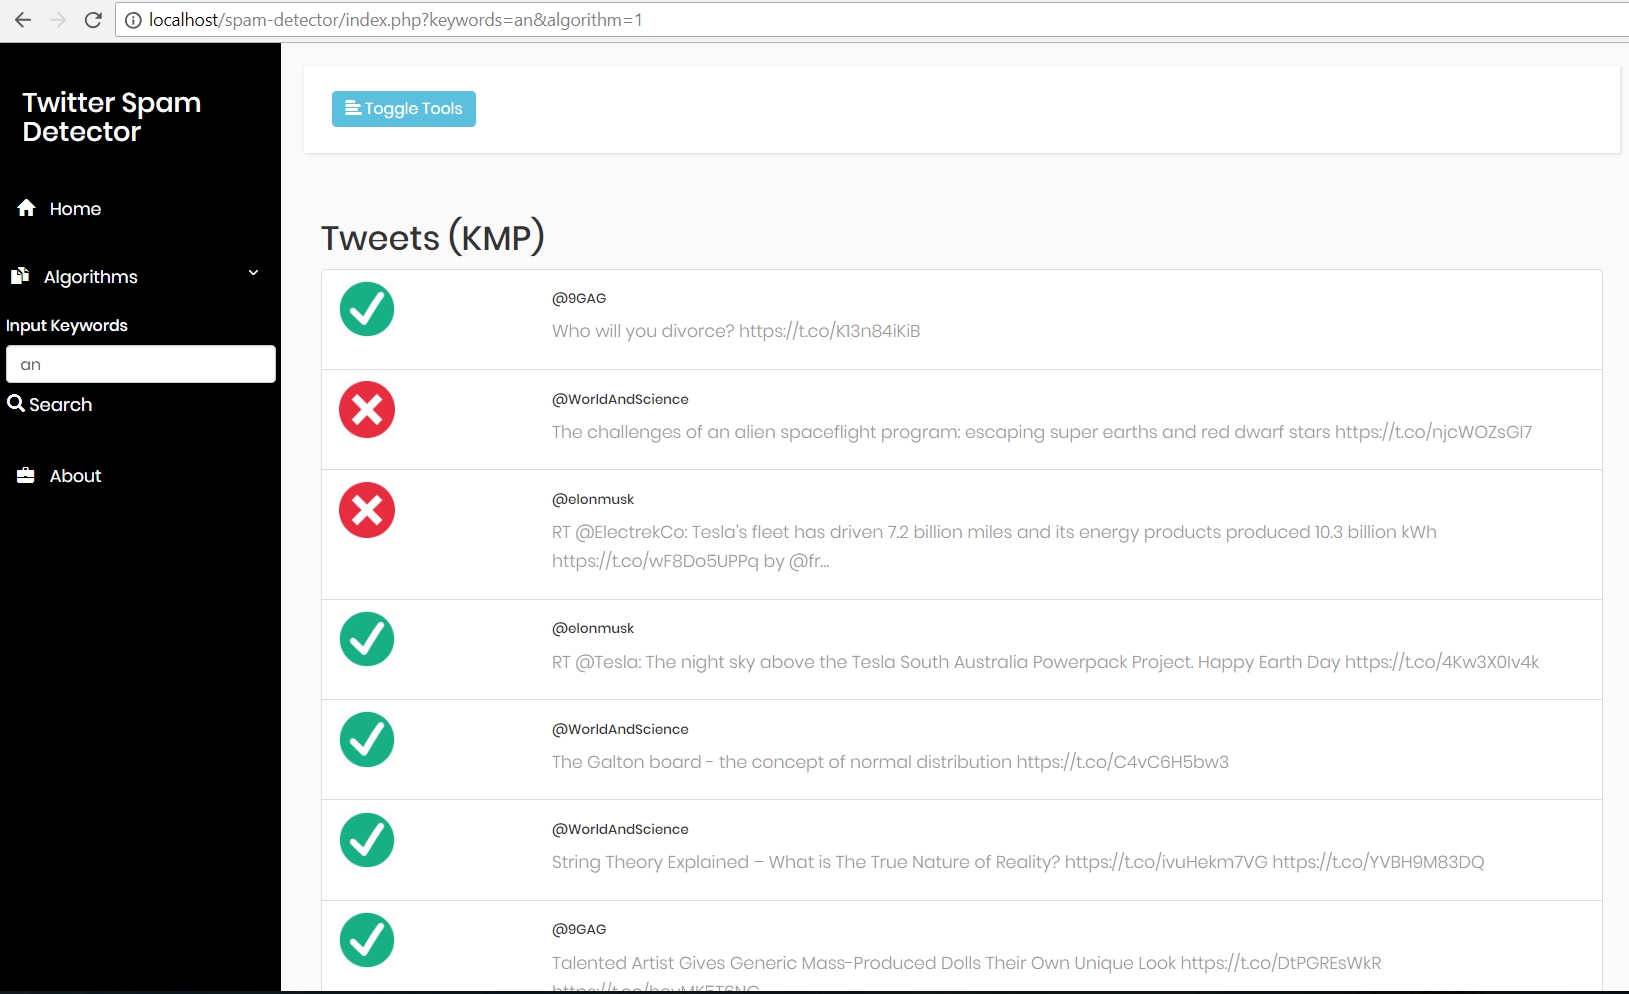 localhost/spam-detector/index.php?keywords=an&algorithm=1
Twitter Spam
Detector
Home
Algorithms
Input Keywords
an
Search
About
Toggle Tools
Tweets (KMP)
@9GAG
Who will you divorce? https://t.co/K13n84iKiB
@WorldAndScience
The challenges of an alien spaceflight program: escaping super earths and red dwarf stars https://t.co/njcWOZsGI7
@elonmusk
RT @ElectrekCo: Tesla's fleet has driven 7.2 billion miles and its energy products produced 10.3 billion kWh
https://t.co/wF8Do5UPPq by @fr...
@elonmusk
RT @Tesla: The night sky above the Tesla South Australia Powerpack Project. Happy Earth Day https://t.co/4Kw3X0Iv4k
@WorldAndScience
The Galton board - the concept of normal distribution https://t.co/C4vC6H5bw3
@WorldAndScience
String Theory Explained – What is The True Nature of Reality? https://t.co/ivuHekm7VG https://t.co/YVBH9M83DQ
@9GAG
Talented Artist Gives Generic Mass-Produced Dolls Their Own Unique Look https://t.co/DtPGREsWkR